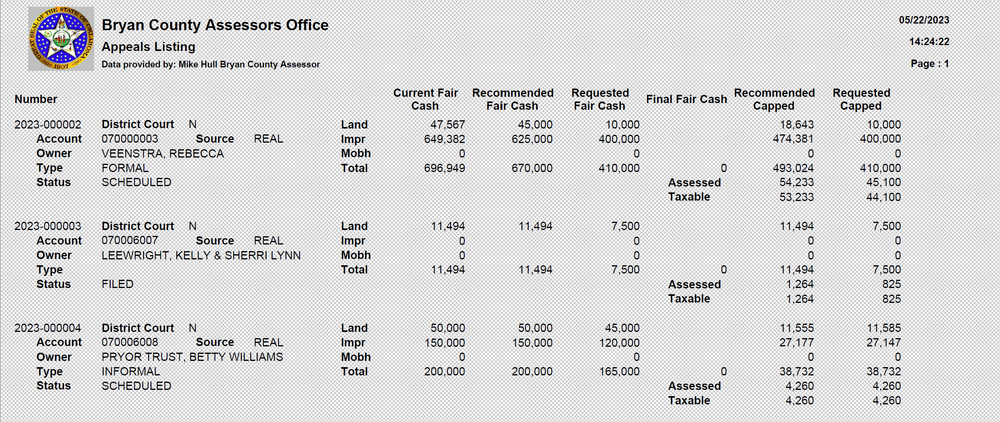 GREAT SEAL OF THE STATE OF OKLAHOMA
1907
Bryan County Assessors Office
Appeals Listing
Data provided by: Mike Hull Bryan County Assessor
05/22/2023
14:24:22
Page : 1
Number Current Fair Cash Recommended Fair Cash Requested Fair Cash Final Fair Cash Recommended Capped Requested Capped
2023-000002 District Court N Land 47,567 45,000 10,000 18,643 10,000
Account 070000003 Source REAL Impr 649,382 625,000 400,000 474,381 400,000
Owner VEENSTRA, REBECCA Mobh 0 0 0 0
Type FORMAL Total 696,949 670,000 410,000 0 493,024 410,000
Status SCHEDULED Assessed 54,233 45,100
Taxable 53,233 44,100
2023-000003 District Court N Land 11,494 11,494 7,500 11,494 7,500
Account 070006007 Source REAL Impr 0 0 0 0
Owner LEEWRIGHT, KELLY & SHERRI LYNN Mobh 0 0 0 0
Type Total 11,494 11,494 7,500 0 11,494 7,500
Status FILED Assessed 1,264 825
Taxable 1,264 825
2023-000004 District Court N Land 50,000 50,000 45,000 11,555 11,585
Account 070006008 Source REAL Impr 150,000 150,000 120,000 27,177 27,147
Owner PRYOR TRUST, BETTY WILLIAMS Mobh 0 0 0 0
Type INFORMAL Total 200,000 200,000 165,000 0 38,732 38,732
Status SCHEDULED Assessed 4,260 4,260
Taxable 4,260 4,260